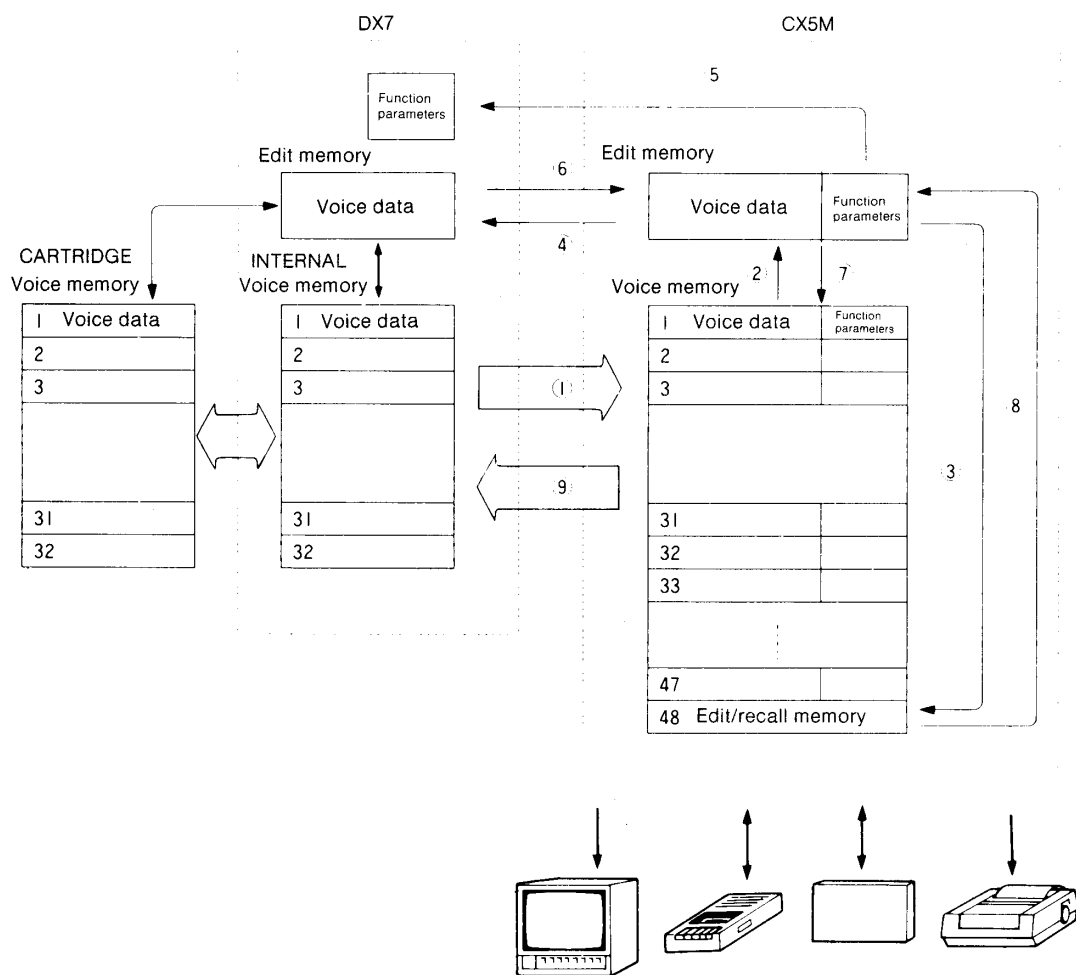 DX7
CX5M
5
Function
parameters
Edit memory
Edit memory
6
Voice data
Voice data
Function
parameters
4
CARTRIDGE
Voice memory
INTERNAL
Voice memory
2
7
Voice memory
1 Voice data
1 Voice data
1 Voice data
Function
parameters
2
2
2
3
3
3
1
8
3
9
31
31
31
32
32
32
33
47
48 Edit/recall memory